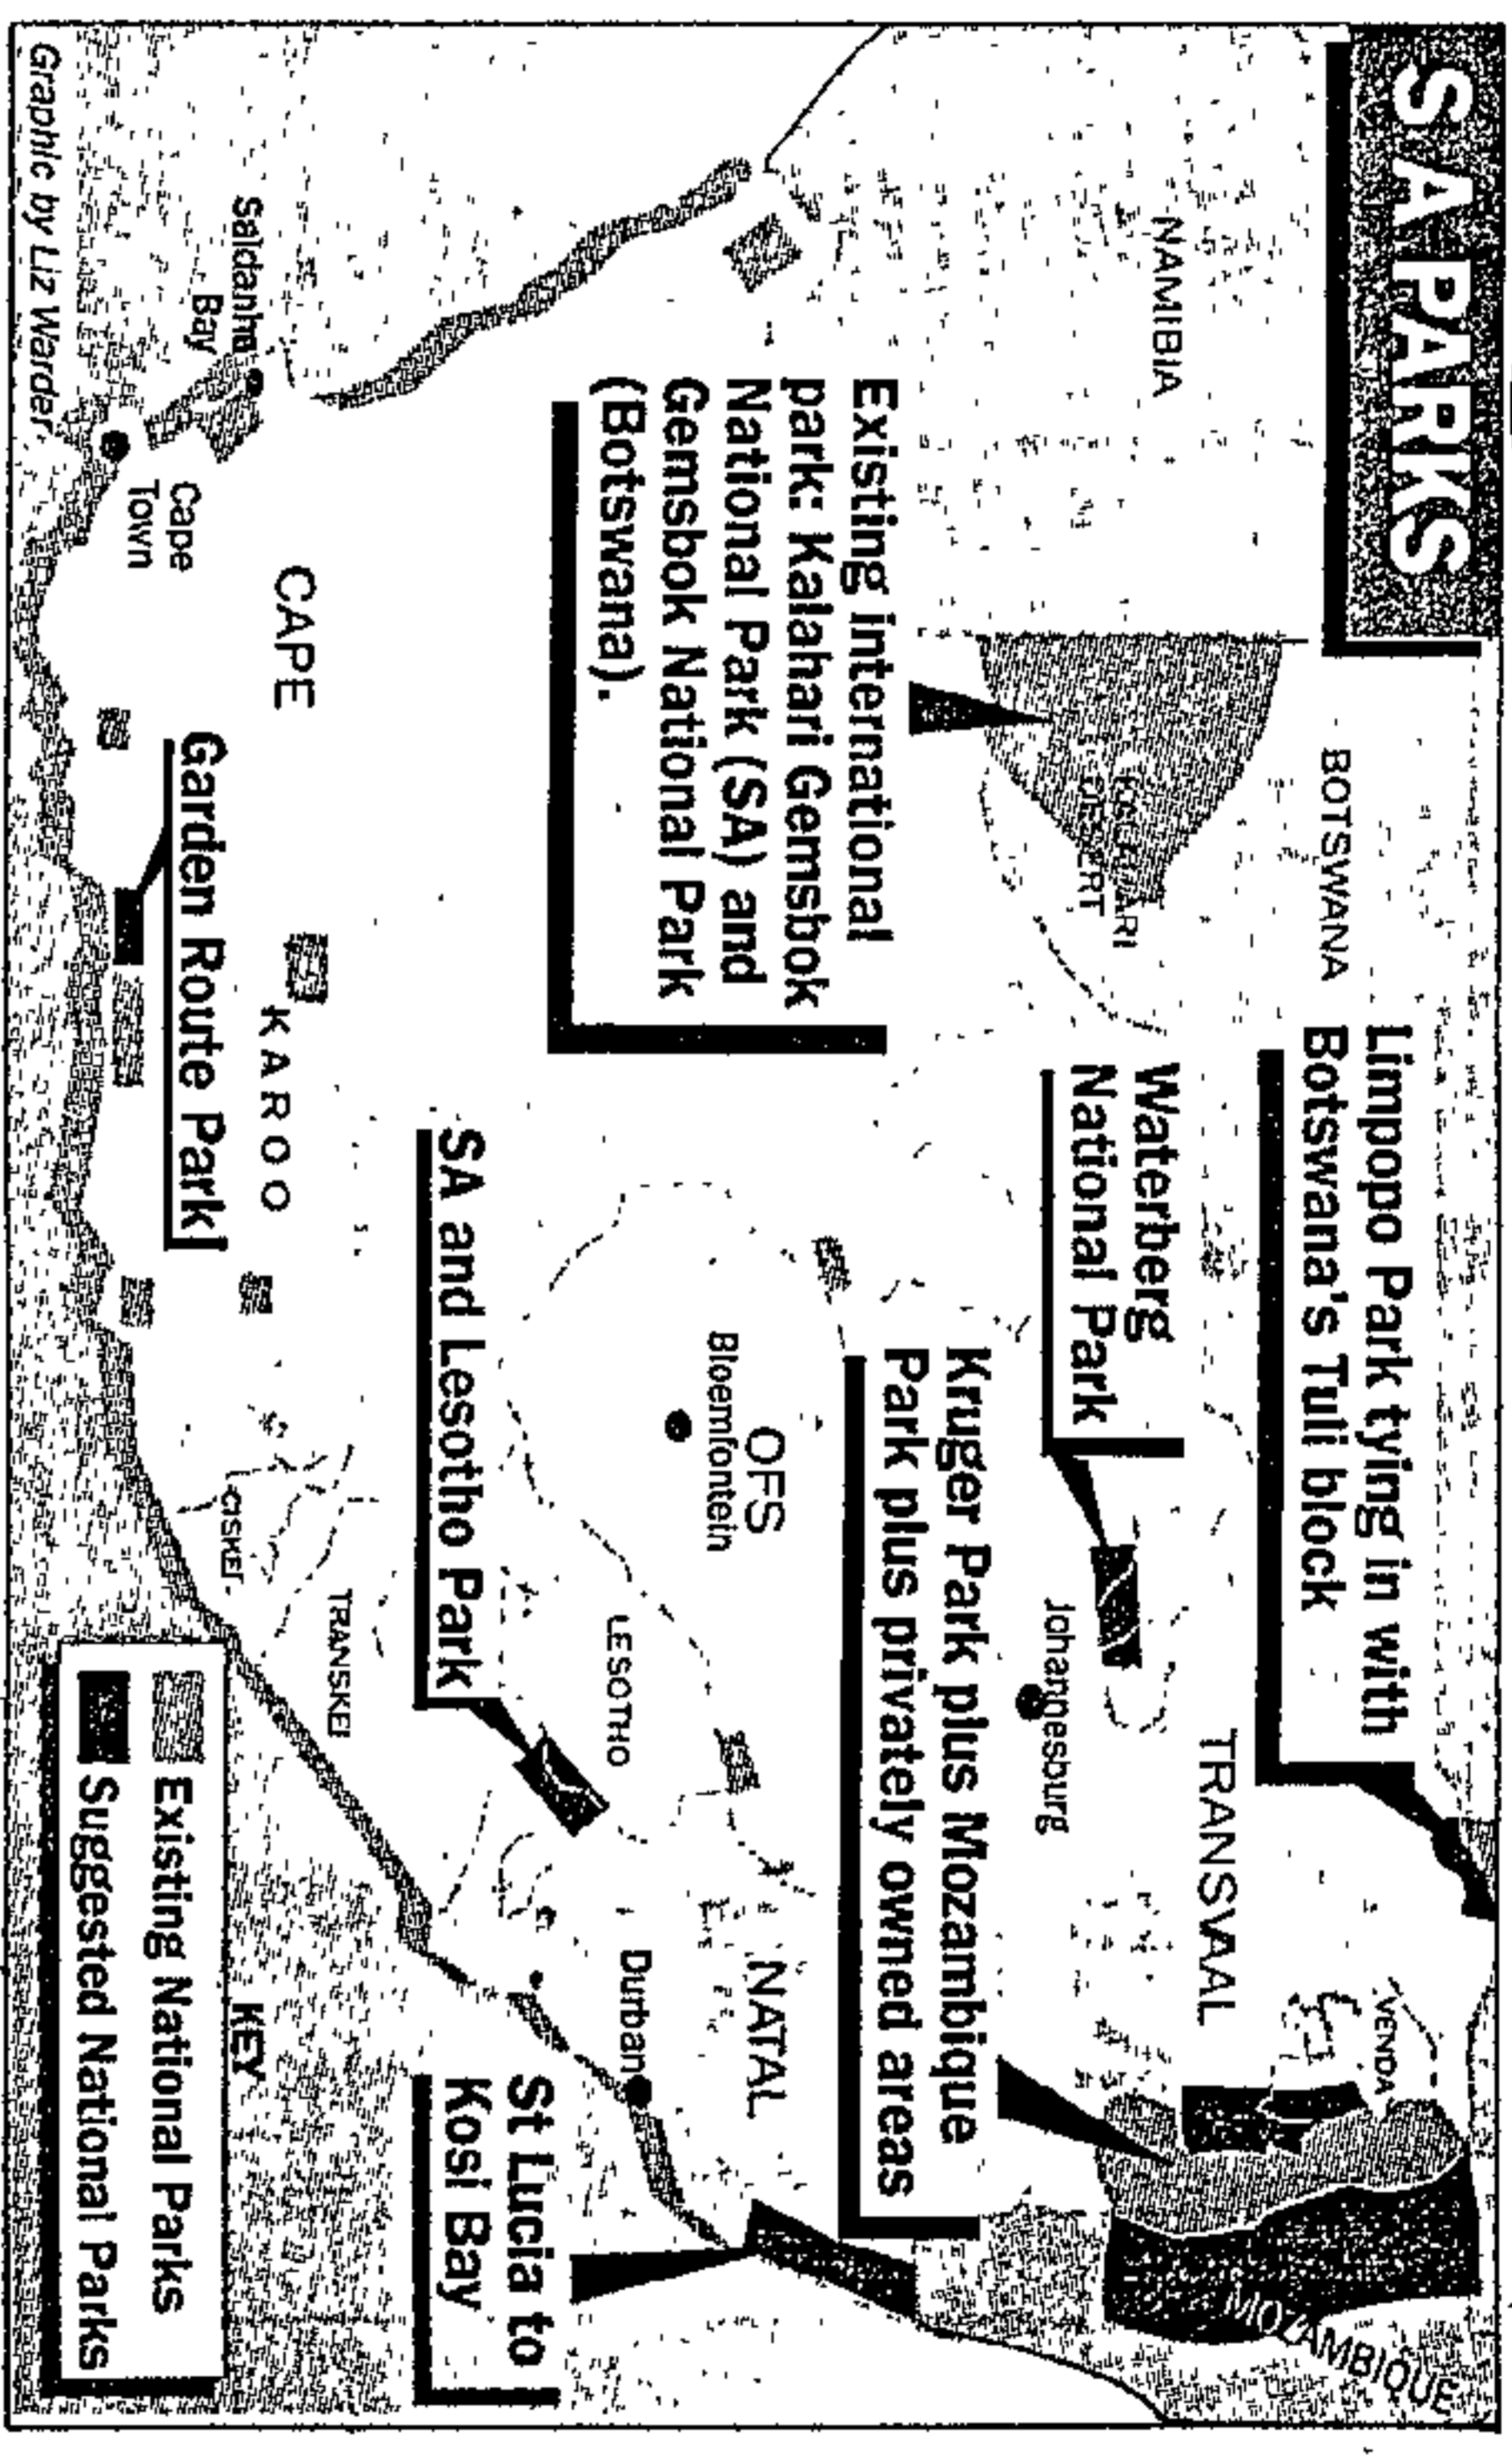 SA PARKS
NAMIBIA
BOTSWANA
Limpopo Park tying in with
Botswana's Tuli block
VENDA
MOZAMBIQUE
KALAHARI
DESERT
Waterberg
National Park
TRANSVAAL
Johannesburg
Existing international
park: Kalahari Gemsbok
National Park (SA) and
Gemsbok National Park
(Botswana).
Kruger Park plus Mozambique
Park plus privately owned areas
OFS
Bloemfontein
NATAL
LESOTHO
Durban
SA and Lesotho Park
St Lucia to
Kosi Bay
CAPE
KAROO
TRANSKEI
CISKEI
Saldanha
Bay
Cape
Town
Garden Route Park
KEY
Existing National Parks
Suggested National Parks
Graphic by Liz Warder